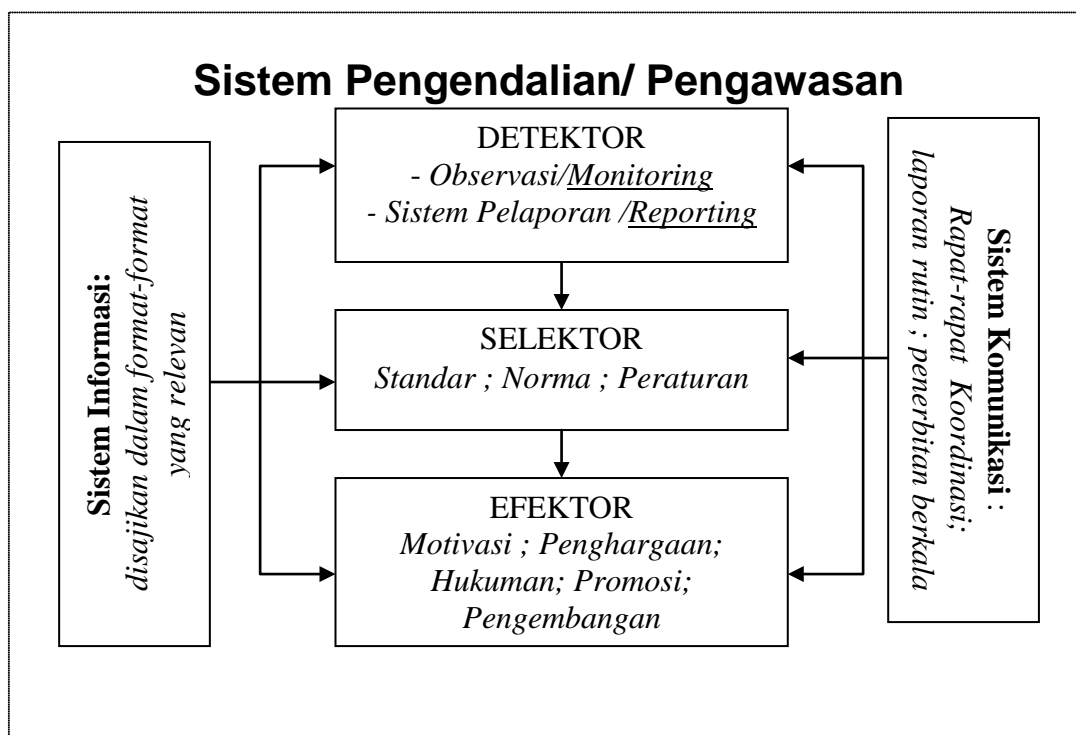 Sistem Pengendalian/ Pengawasan
Sistem Informasi:
disajikan dalam format-format
yang relevan
DETEKTOR
- Observasi/Monitoring
- Sistem Pelaporan /Reporting
SELEKTOR
Standar ; Norma ; Peraturan
EFEKTOR
Motivasi ; Penghargaan;
Hukuman; Promosi;
Pengembangan
Sistem Komunikasi :
Rapat-rapat Koordinasi;
laporan rutin ; penerbitan berkala